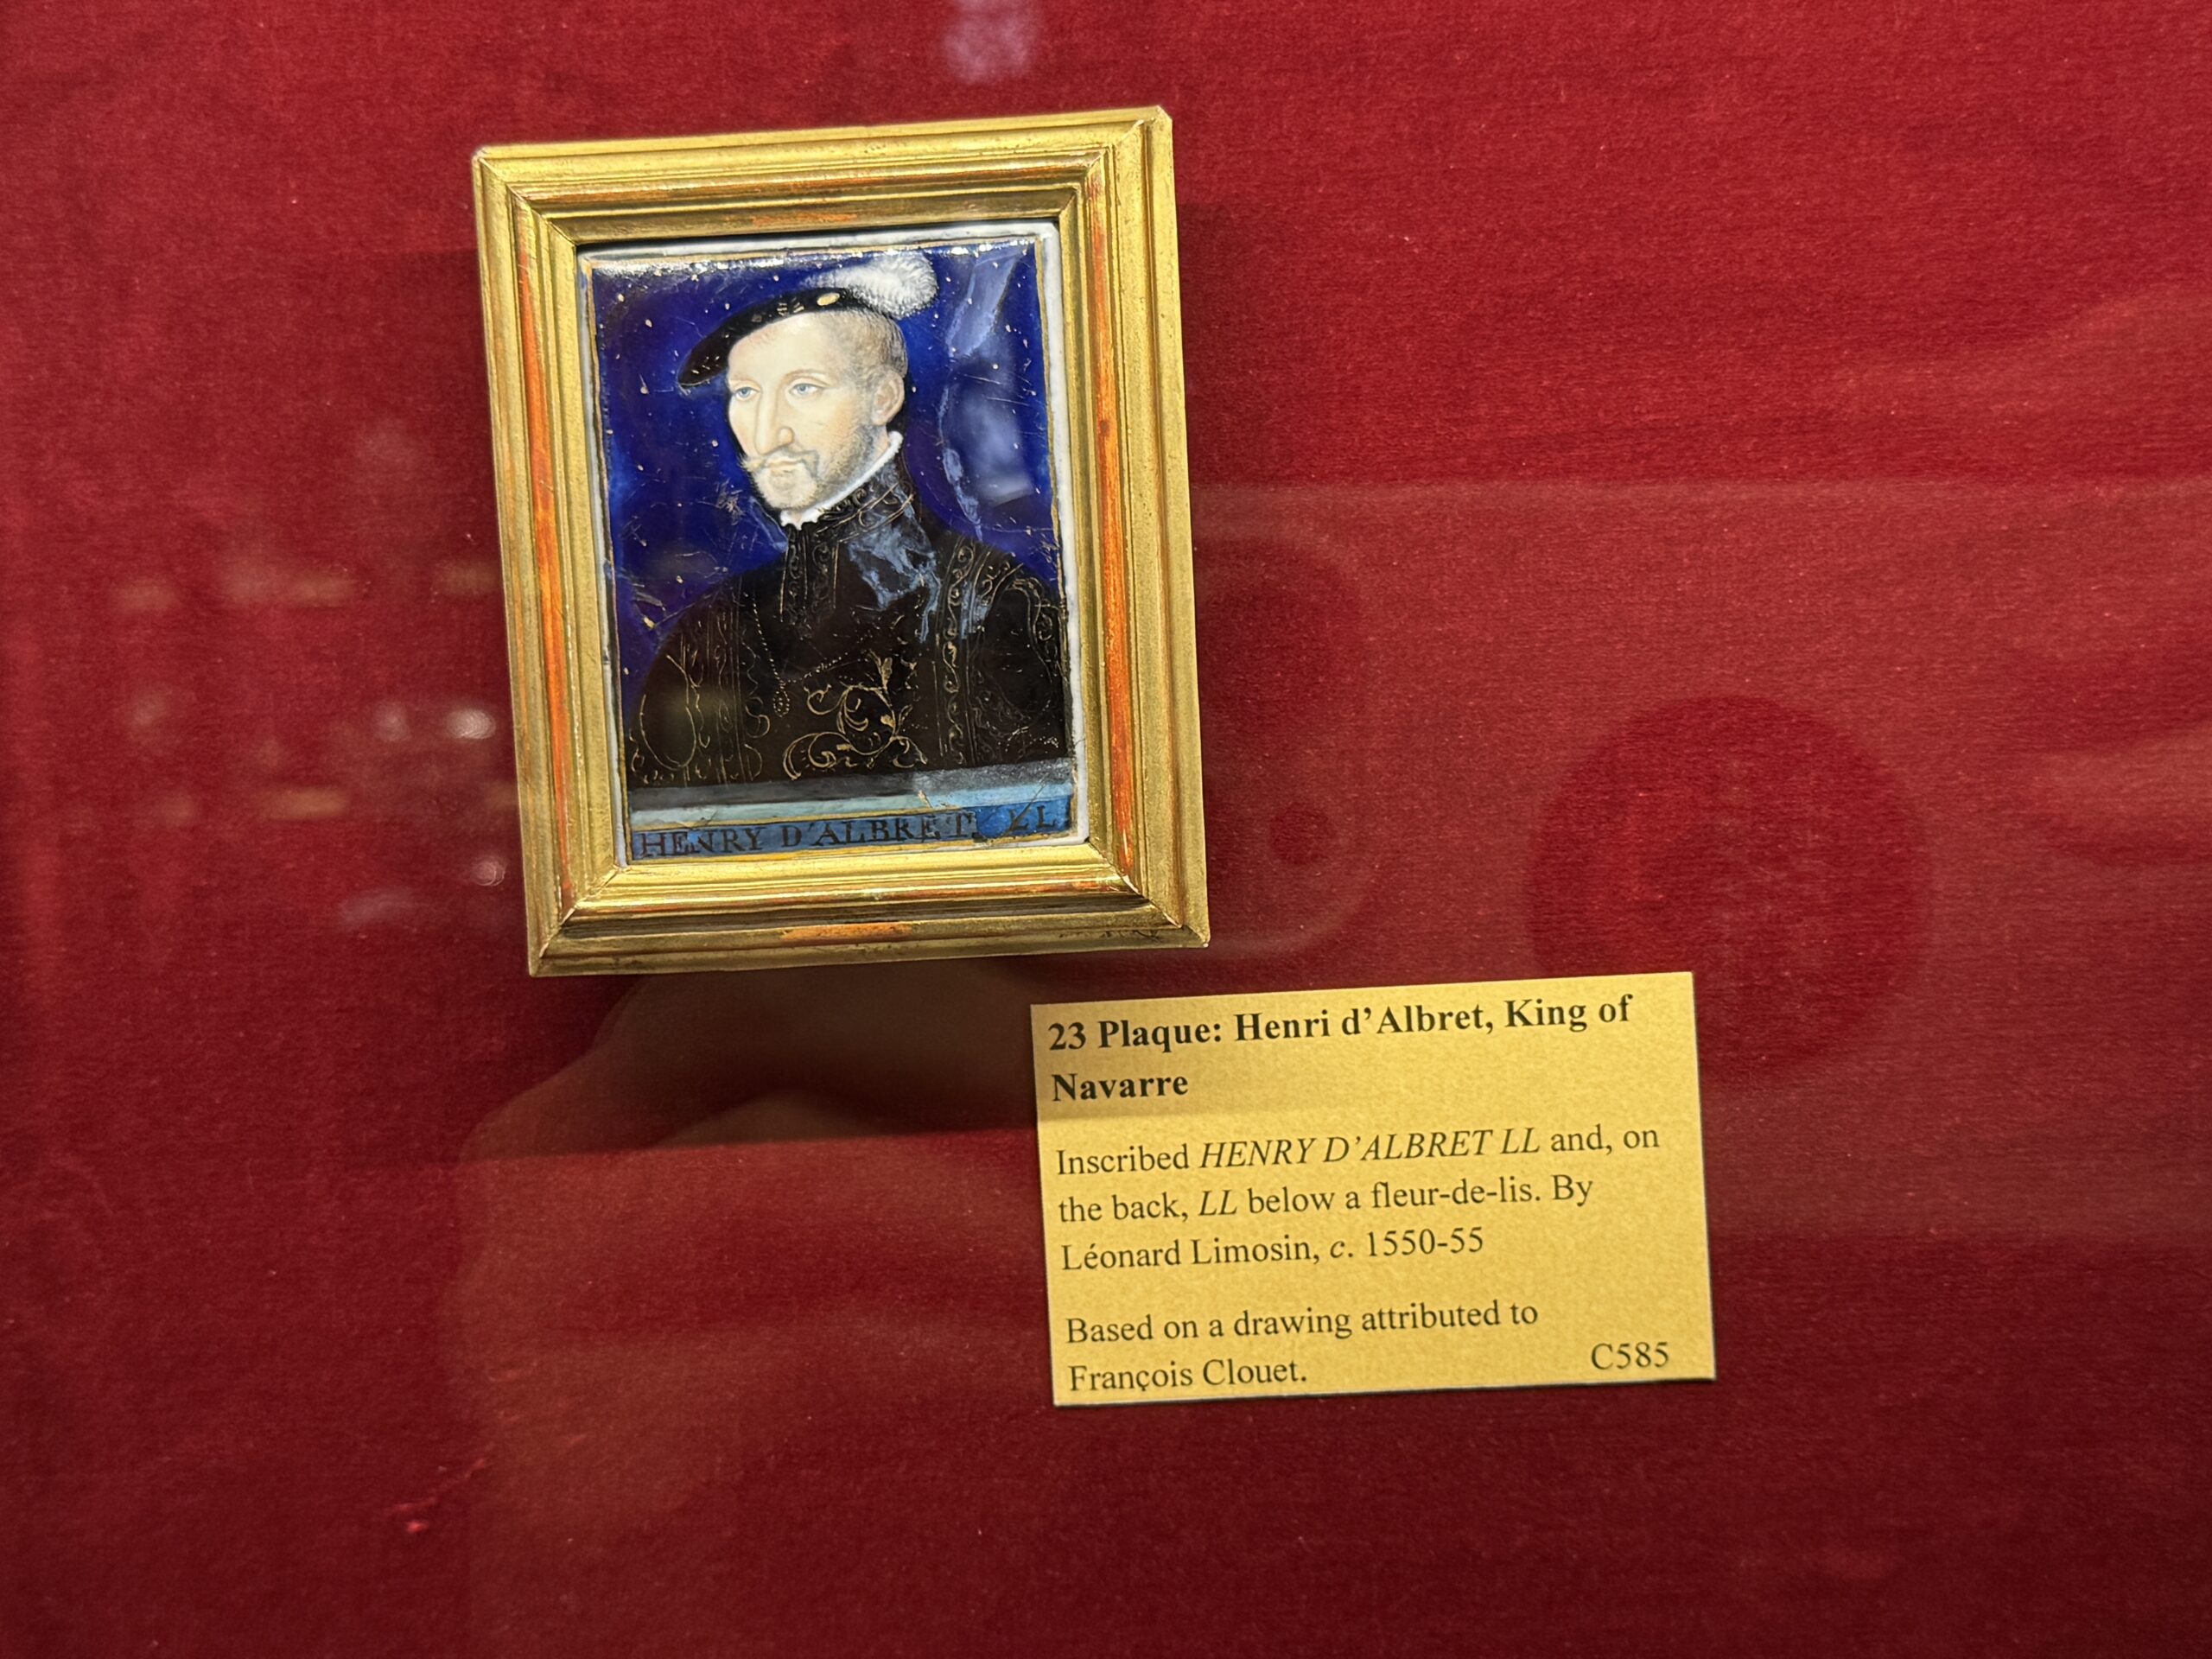 HENRY D'ALBRET. LL
23 Plaque: Henri d’Albret, King of
Navarre
Inscribed HENRY D’ALBRET LL and, on
the back, LL below a fleur-de-lis. By
Léonard Limosin, c. 1550-55
Based on a drawing attributed to
François Clouet.
C585